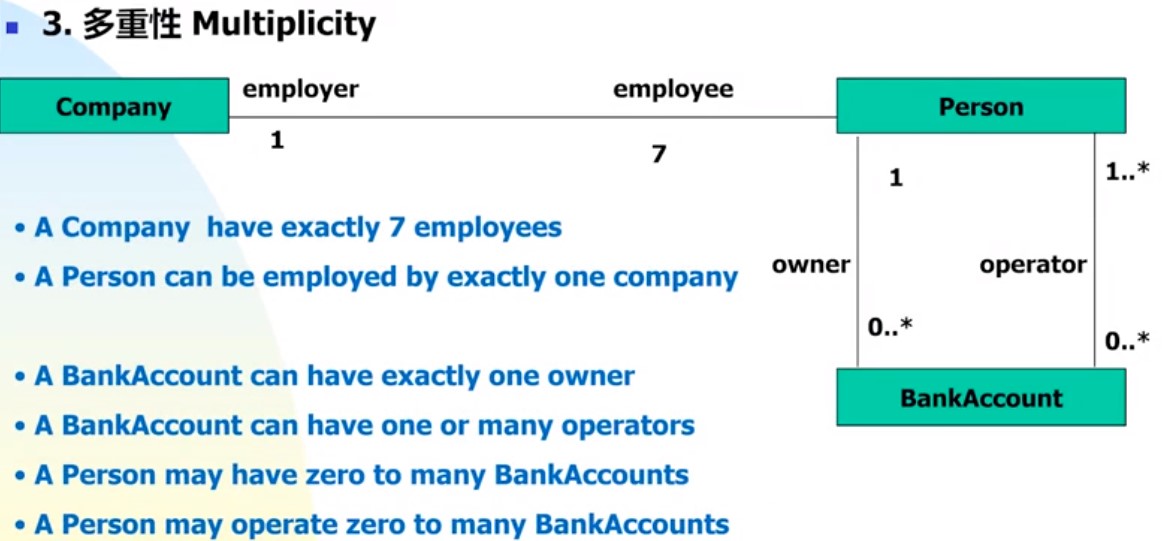 3. 多重性 Multiplicity
Company
employer
employee
Person
1
7
1
1..*
• A Company have exactly 7 employees
• A Person can be employed by exactly one company
owner
operator
0..*
0..*
• A BankAccount can have exactly one owner
BankAccount
• A BankAccount can have one or many operators
• A Person may have zero to many BankAccounts
• A Person may operate zero to many BankAccounts